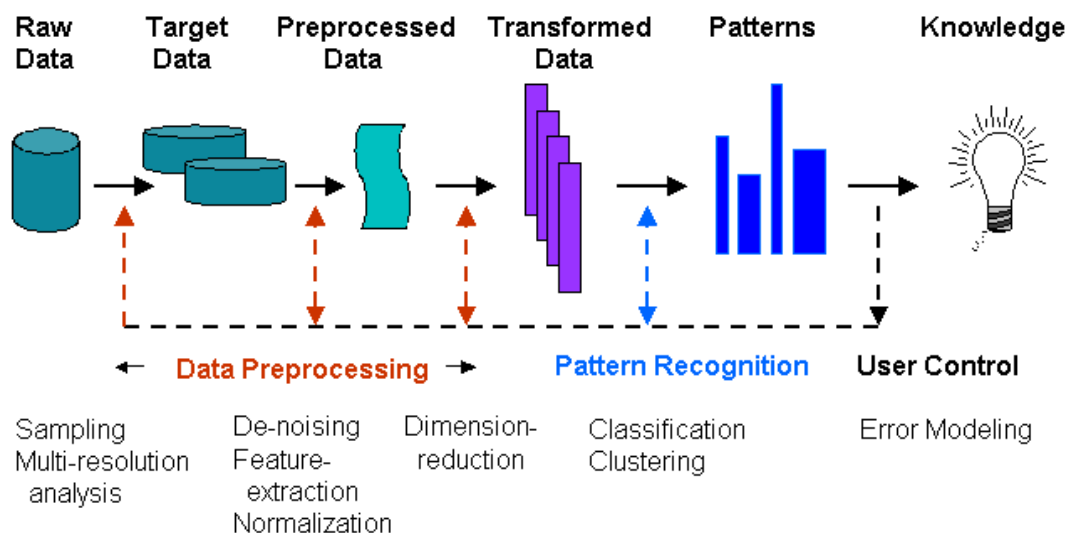 Raw
Data
Target
Data
Preprocessed
Data
Transformed
Data
Patterns
Knowledge
Data Preprocessing
Pattern Recognition
User Control
Sampling
Multi-resolution
analysis
De-noising
Feature-
extraction
Normalization
Dimension-
reduction
Classification
Clustering
Error Modeling